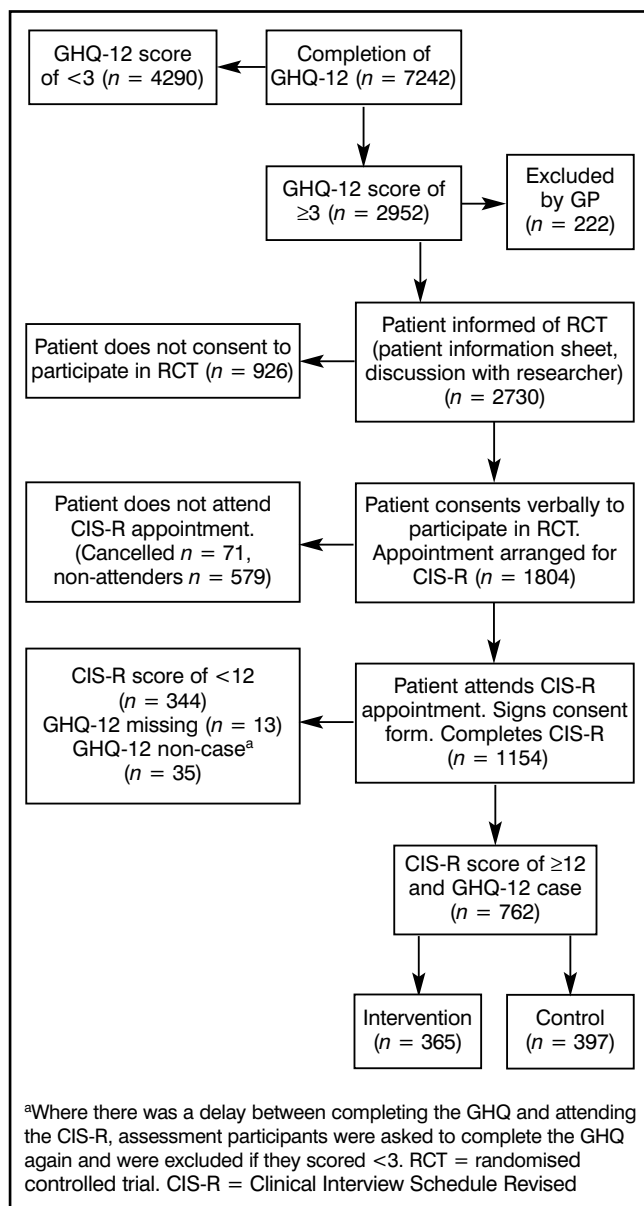 GHQ-12 score
of <3 (n = 4290)
Completion of
GHQ-12 (n = 7242)
GHQ-12 score of
≥3 (n = 2952)
Excluded
by GP
(n = 222)
Patient does not consent to
participate in RCT (n = 926)
Patient informed of RCT
(patient information sheet,
discussion with researcher)
(n = 2730)
Patient does not attend
CIS-R appointment.
(Cancelled n = 71,
non-attenders n = 579)
Patient consents verbally to
participate in RCT.
Appointment arranged for
CIS-R (n = 1804)
CIS-R score of <12
(n = 344)
GHQ-12 missing (n = 13)
GHQ-12 non-caseᵃ
(n = 35)
Patient attends CIS-R
appointment. Signs consent
form. Completes CIS-R
n = 1154)
CIS-R score of ≥12
and GHQ-12 case
(n = 762)
Intervention
(n = 365)
Control
(n = 397)
ᵃWhere there was a delay between completing the GHQ and attending
the CIS-R, assessment participants were asked to complete the GHQ
again and were excluded if they scored <3. RCT = randomised
controlled trial. CIS-R = Clinical Interview Schedule Revised